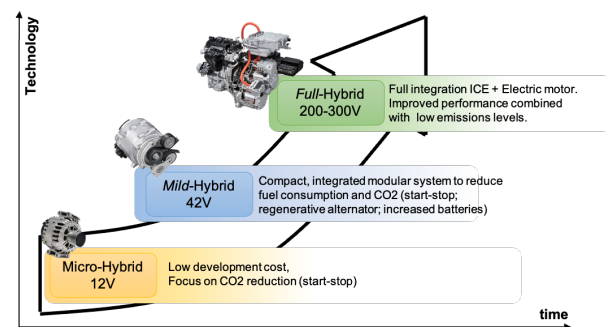 Technology
Full-Hybrid
200-300V
Full integration ICE + Electric motor.
Improved performance combined
with low emissions levels.
Mild-Hybrid
42V
Compact, integrated modular system to reduce
fuel consumption and CO2 (start-stop;
regenerative alternator; increased batteries)
Micro-Hybrid
12V
Low development cost,
Focus on CO2 reduction (start-stop)
time